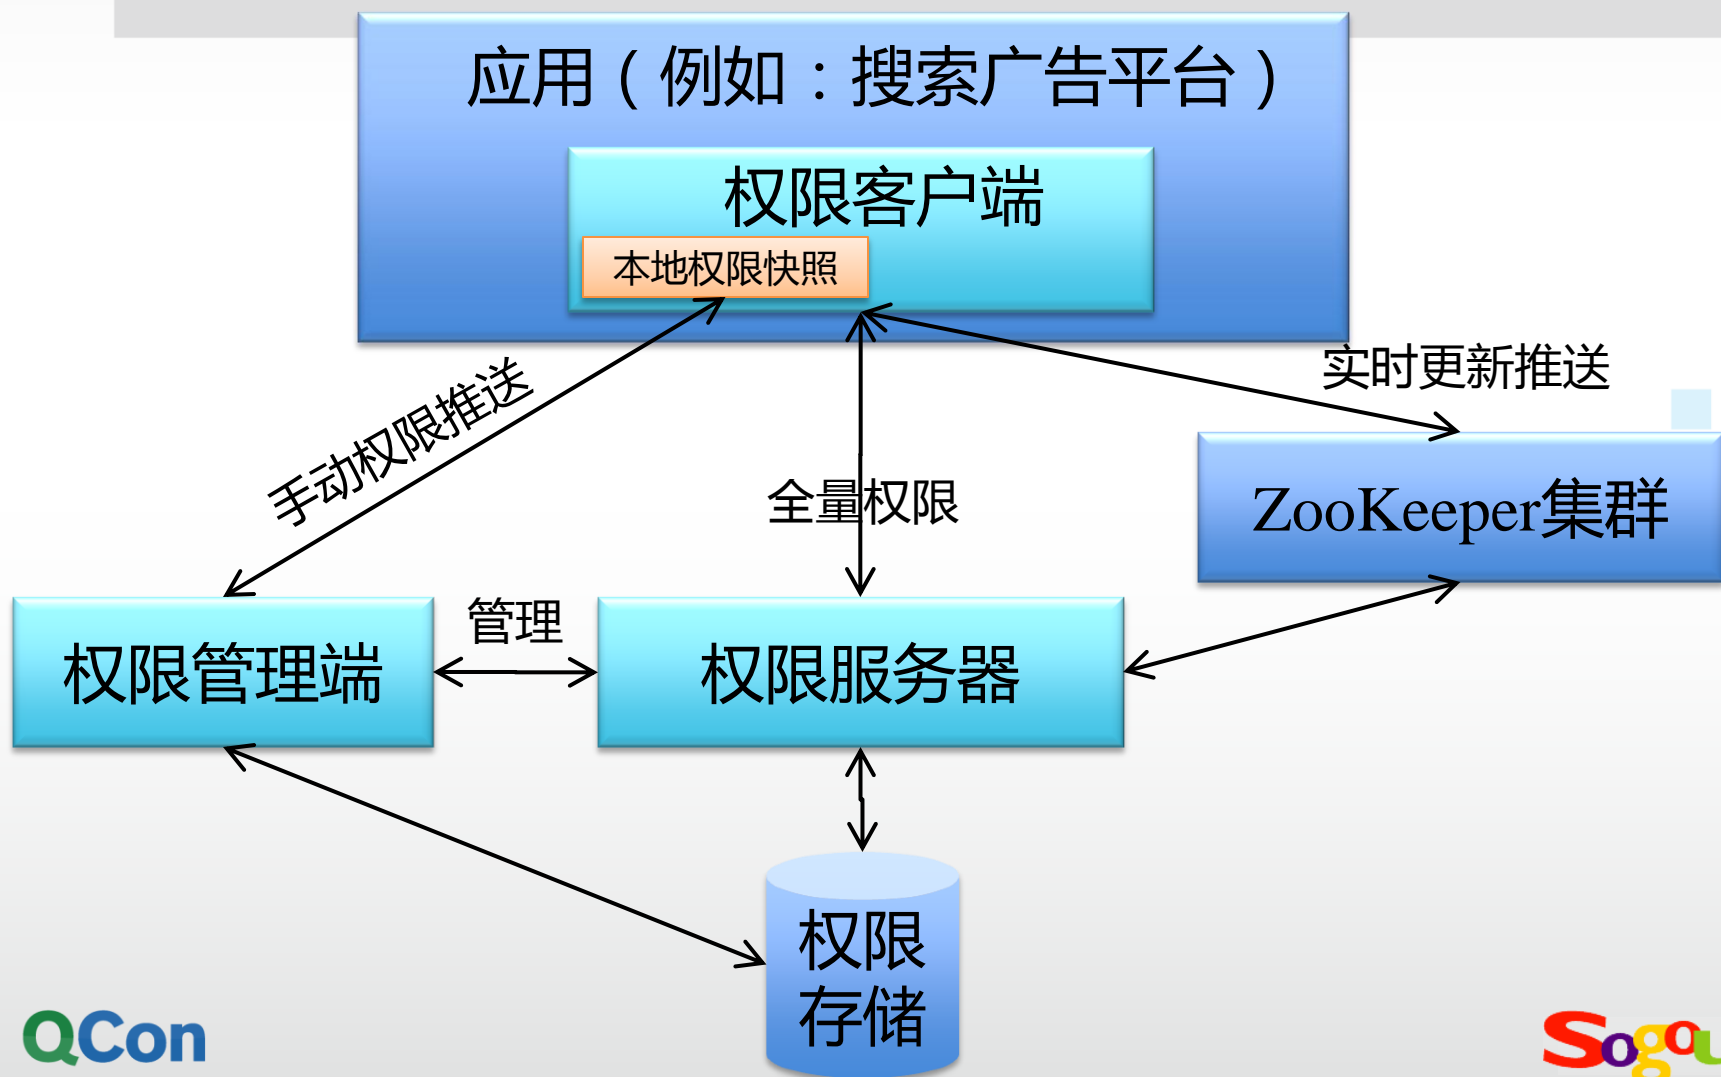 应用（例如：搜索广告平台）
权限客户端
本地权限快照
实时更新推送
手动权限推送
全量权限
ZooKeeper集群
管理
权限管理端
权限服务器
权限
存储
QCon
Sogou